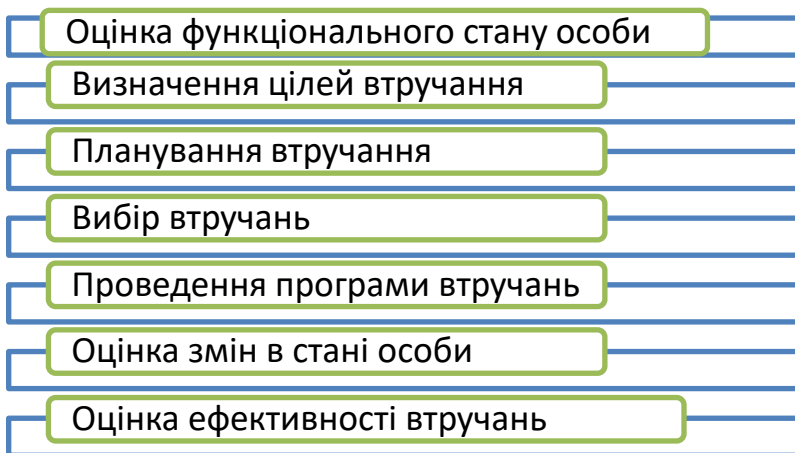 Оцінка функціонального стану особи
Визначення цілей втручання
Планування втручання
Вибір втручань
Проведення програми втручань
Оцінка змін в стані особи
Оцінка ефективності втручань